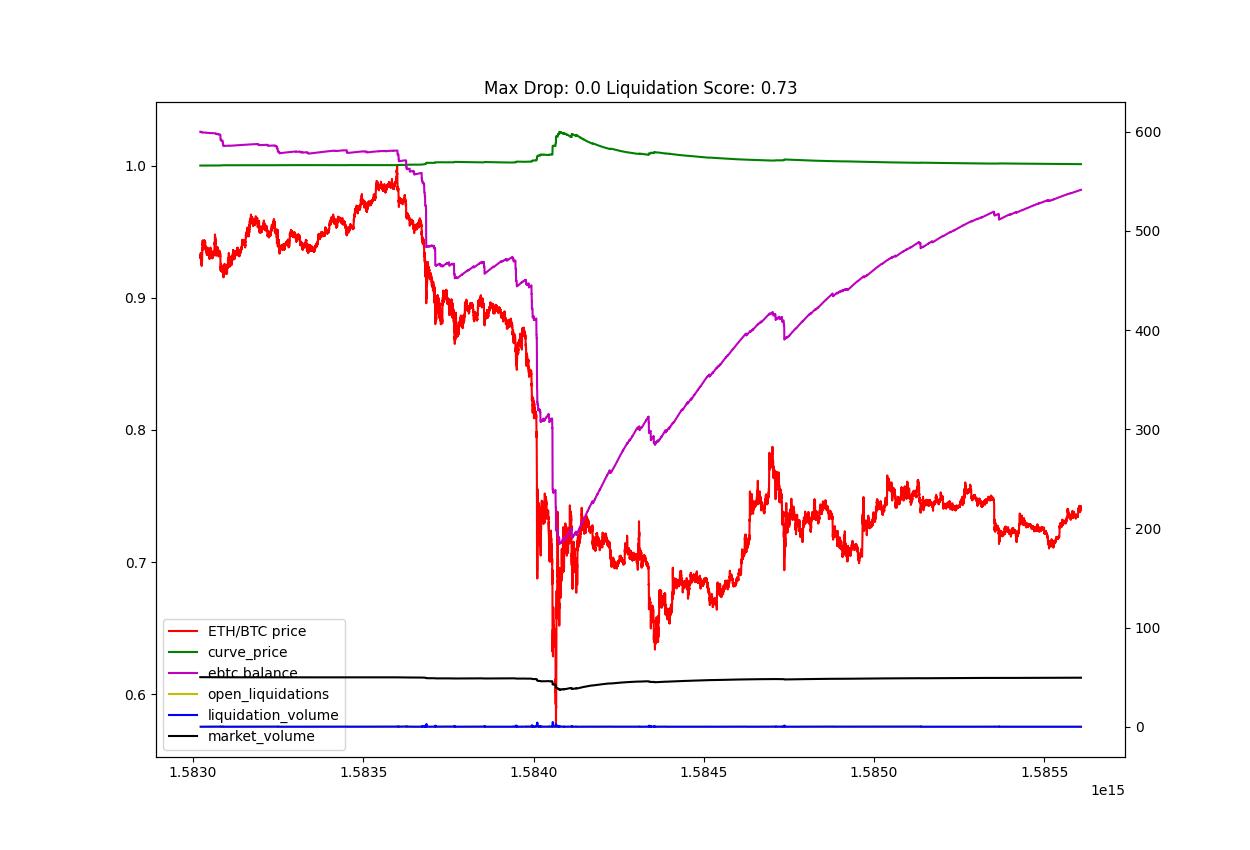 Max Drop: 0.0 Liquidation Score: 0.73
1.0
0.9
0.8
0.7
0.6
600
500
400
300
200
100
0
ETH/BTC price
curve_price
ebtc balance
open_liquidations
liquidation_volume
market_volume
1.5830 1.5835 1.5840 1.5845 1.5850 1.5855
1e15